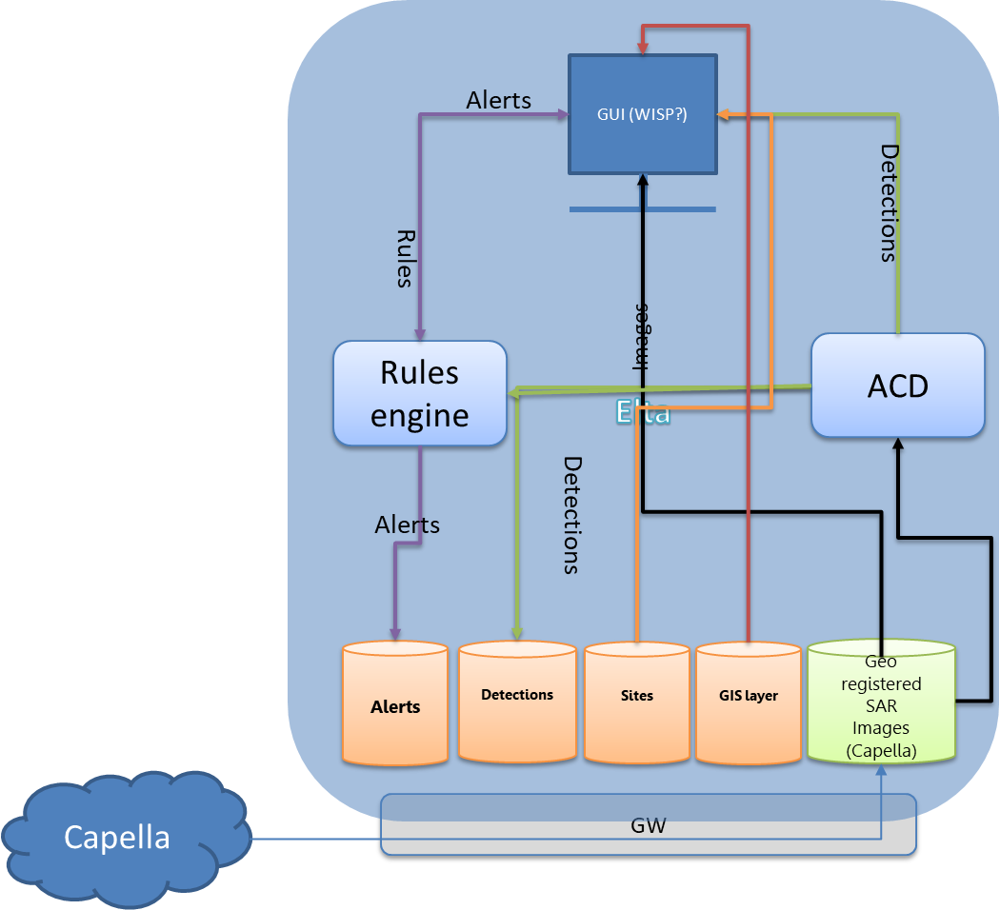 Alerts
GUI (WISP?)
Detections
Rules
Images
Rules
engine
ACD
Elta
Detections
Alerts
Alerts
Detections
Sites
GIS layer
Geo
registered
SAR
Images
(Capella)
GW
Capella